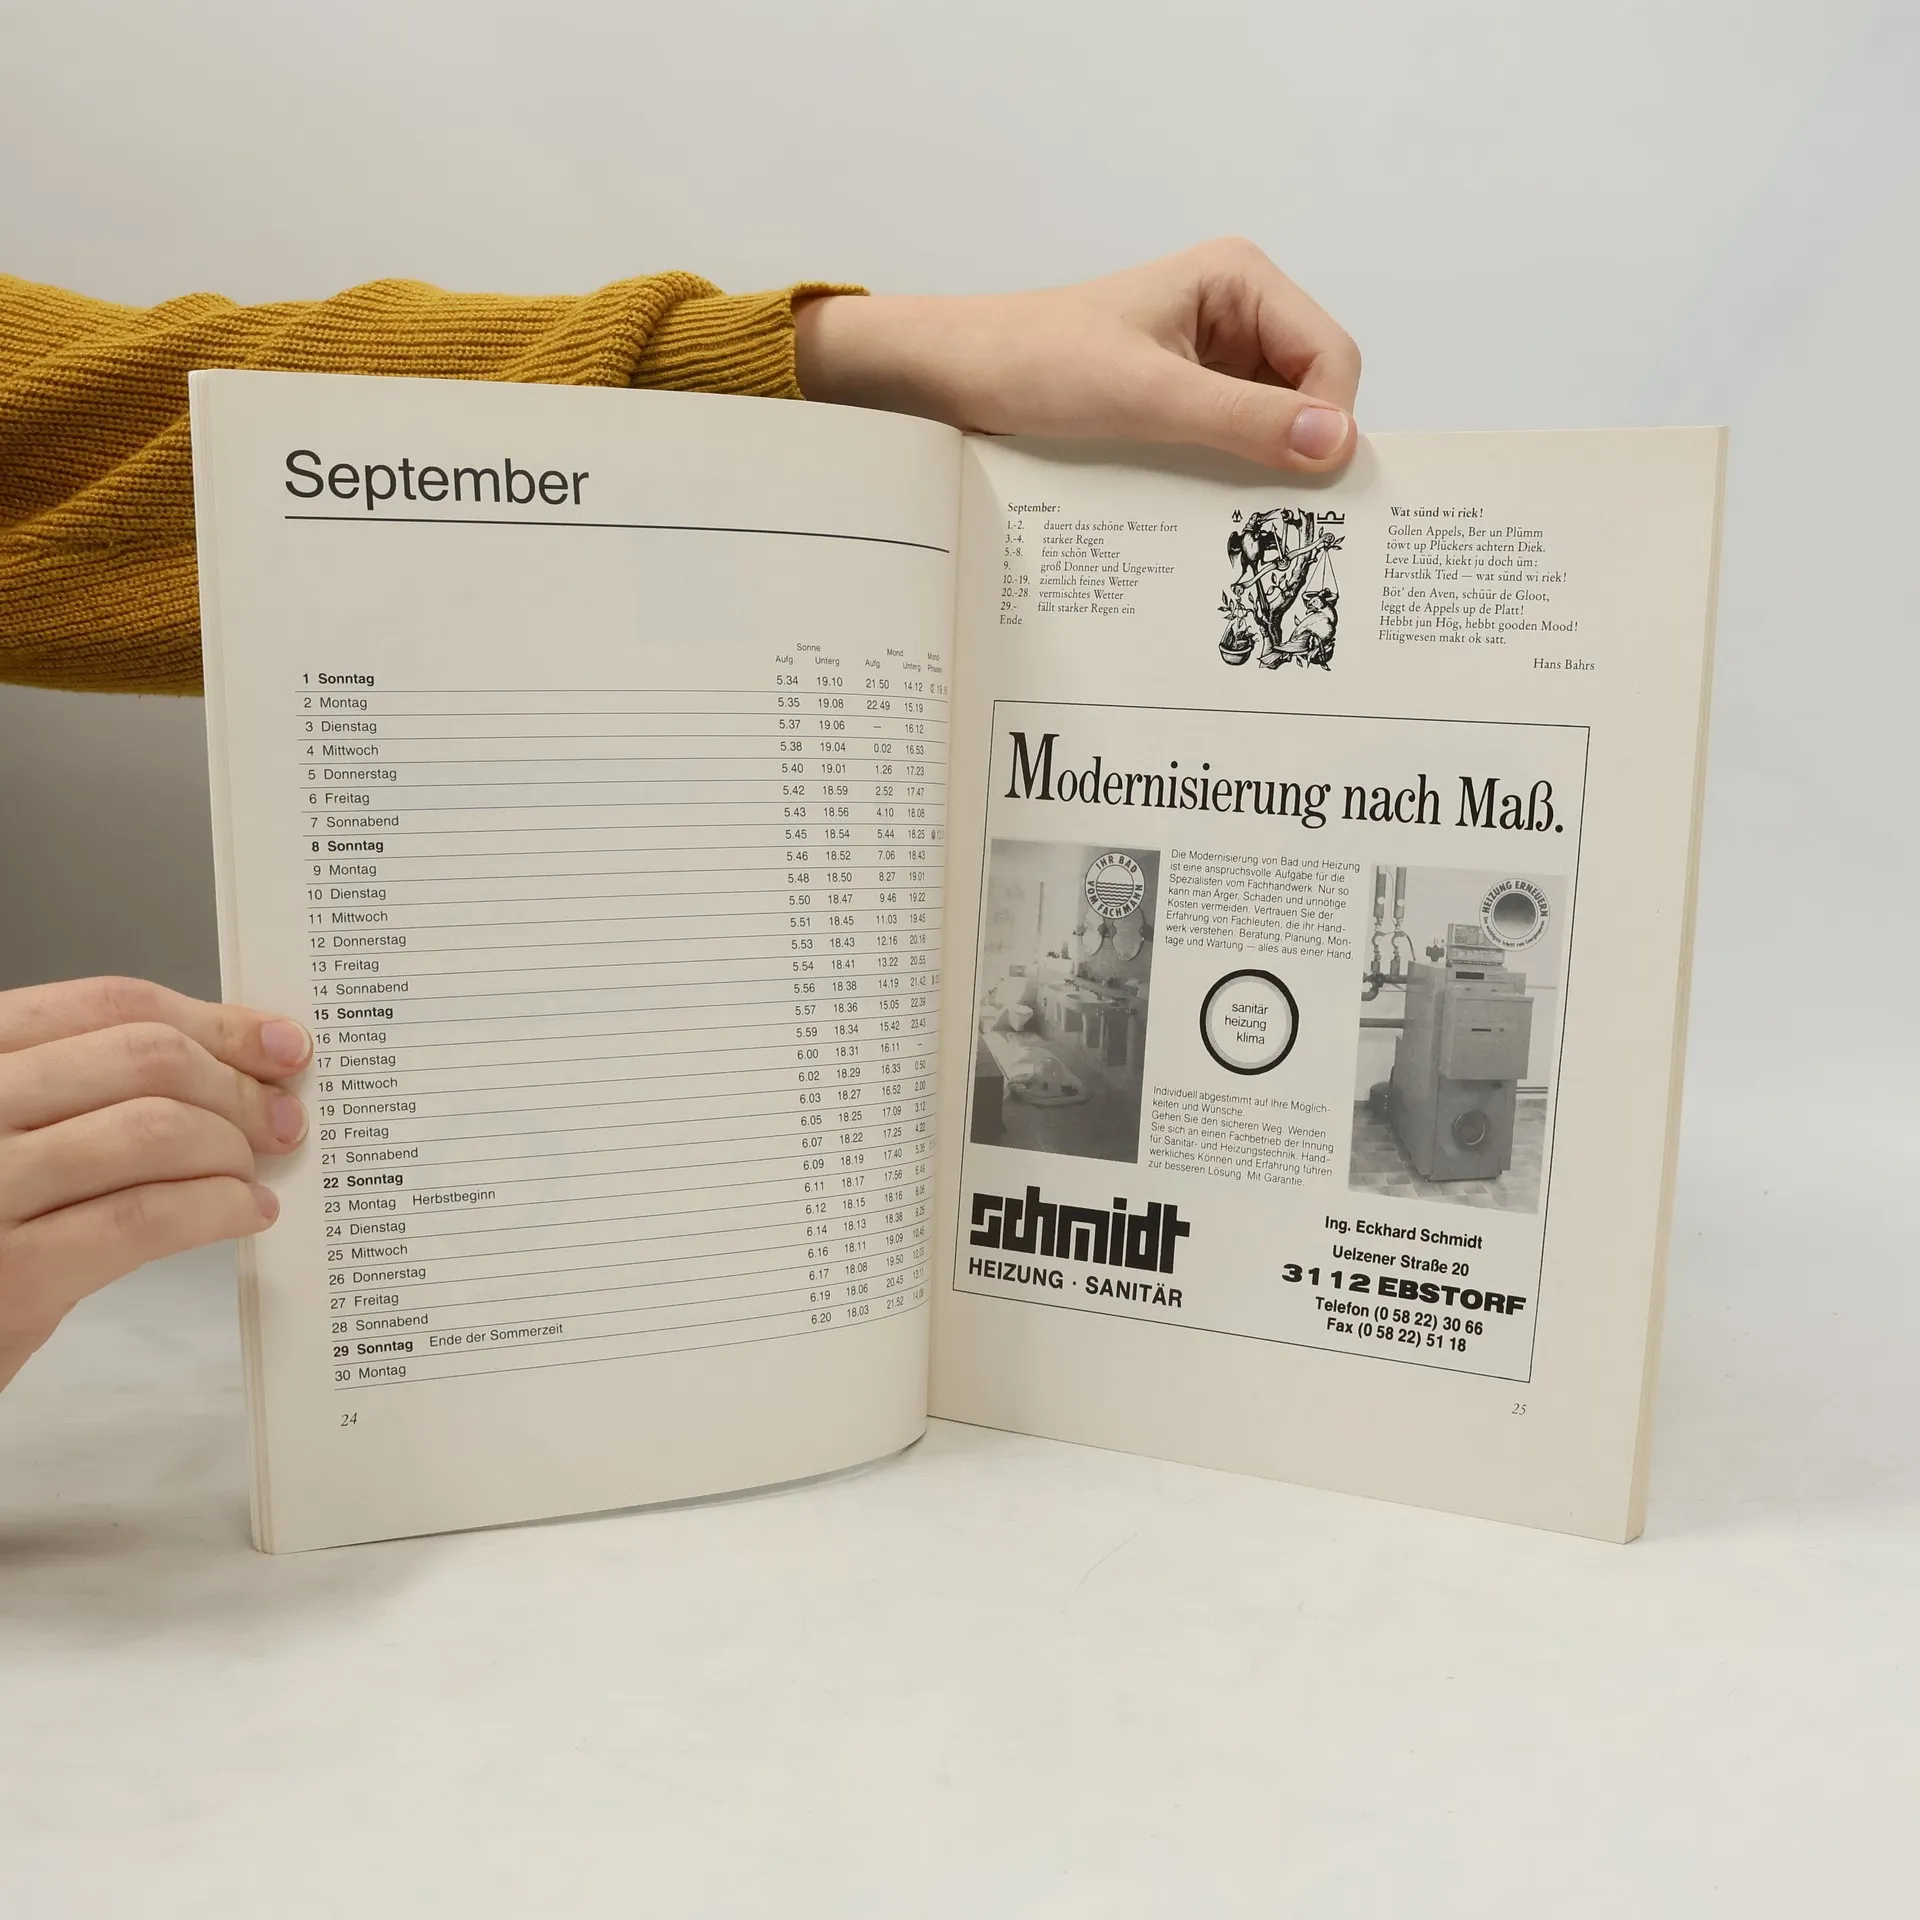 September
Sonne Mond Mond-
Aufg. Unterg. Aufg. Unterg. Phasen
1 Sonntag 5.34 19.10 21.50 14.12
2 Montag 5.35 19.08 22.49 15.19
3 Dienstag 5.37 19.06 — 16.12
4 Mittwoch 5.38 19.04 0.02 16.53
5 Donnerstag 5.40 19.01 1.26 17.23
6 Freitag 5.42 18.59 2.52 17.47
7 Sonnabend 5.43 18.56 4.10 18.08
8 Sonntag 5.45 18.54 5.44 18.25
9 Montag 5.46 18.52 7.06 18.43
10 Dienstag 5.48 18.50 8.27 19.01
11 Mittwoch 5.50 18.47 9.46 19.22
12 Donnerstag 5.51 18.45 11.03 19.45
13 Freitag 5.53 18.43 12.16 20.16
14 Sonnabend 5.54 18.41 13.22 20.55
15 Sonntag 5.56 18.38 14.19 21.42
16 Montag 5.57 18.36 15.05 22.39
17 Dienstag 5.59 18.34 15.42 23.43
18 Mittwoch 6.00 18.31 16.11 –
19 Donnerstag 6.02 18.29 16.33 0.50
20 Freitag 6.03 18.27 16.52 2.00
21 Sonnabend 6.05 18.25 17.09 3.12
22 Sonntag 6.07 18.22 17.25 4.20
23 Montag Herbstbeginn 6.09 18.19 17.40
24 Dienstag 6.11 18.17 17.56
25 Mittwoch 6.12 18.15 18.16
26 Donnerstag 6.14 18.13 18.38
27 Freitag 6.16 18.11 19.09
28 Sonnabend 6.17 18.08 19.50
29 Sonntag Ende der Sommerzeit 6.19 18.06 20.45
30 Montag 6.20 18.03 21.52
24
September:
1.-2. dauert das schöne Wetter fort
3.-4. starker Regen
5.-8. fein schön Wetter
9. groß Donner und Ungewitter
10.-19. ziemlich feines Wetter
20.-28. vermischtes Wetter
29.- fällt starker Regen ein
Ende
Wat sünd wi riek!
Gollen Appels, Ber un Plümm
töwt up Plückers achtern Diek.
Leve Lüüd, kiekt ju doch üm:
Harvstlik Tied — wat sünd wi riek!
Böt' den Aven, schüür de Gloot,
leggt de Appels up de Platt!
Hebbt jun Hög, hebbt gooden Mood!
Flitigwesen makt ok satt.
Hans Bahrs
Modernisierung nach Maß.
IHR BAD
VOM FACHMANN
Die Modernisierung von Bad und Heizung
ist eine anspruchsvolle Aufgabe für die
Spezialisten vom Fachhandwerk. Nur so
kann man Ärger, Schaden und unnötige
Kosten vermeiden. Vertrauen Sie der
Erfahrung von Fachleuten, die ihr Hand-
werk verstehen. Beratung, Planung, Mon-
tage und Wartung — alles aus einer Hand.
HEIZUNG ERNEUERN
sanitär
heizung
klima
Individuell abgestimmt auf Ihre Möglich-
keiten und Wünsche.
Gehen Sie den sicheren Weg. Wenden
Sie sich an einen Fachbetrieb der Innung
für Sanitär- und Heizungstechnik. Hand-
werkliches Können und Erfahrung führen
zur besseren Lösung. Mit Garantie.
schmidt
HEIZUNG · SANITÄR
Ing. Eckhard Schmidt
Uelzener Straße 20
3112 EBSTORF
Telefon (0 58 22) 30 66
Fax (0 58 22) 51 18
25